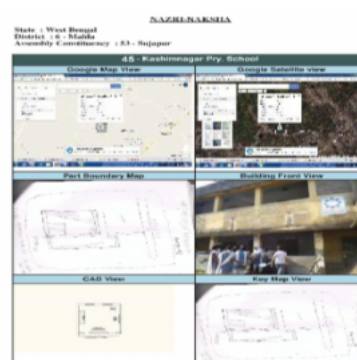 NAZRI-NAKSHA
State : West Bengal
District : 6 - Malda
Assembly Constituency : 53 - Sujapur
45 - Kashimnagar Pry. School
Google Map View
Google Satellite view
Part Boundary Map
Building Front View
CAD View
Key Map View